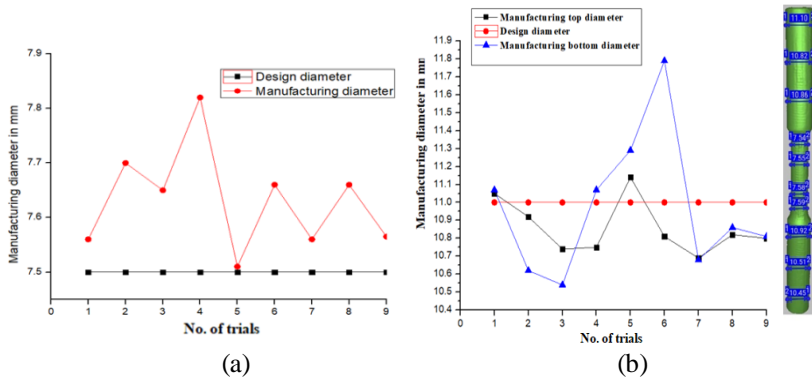 Design diameter
Manufacturing diameter
7.9
7.8
7.7
7.6
7.5
Manufacturing diameter in mm
0 1 2 3 4 5 6 7 8 9
No. of trials
(a)
Manufacturing top diameter
Design diameter
Manufacturing bottom diameter
11.9
11.8
11.7
11.6
11.5
11.4
11.3
11.2
11.1
11.0
10.9
10.8
10.7
10.6
10.5
10.4
Manufacturing diameter in mm
0 1 2 3 4 5 6 7 8 9
No. of trials
(b)
11.10
10.82
10.86
7.54
7.55
7.59
10.92
10.51
10.45